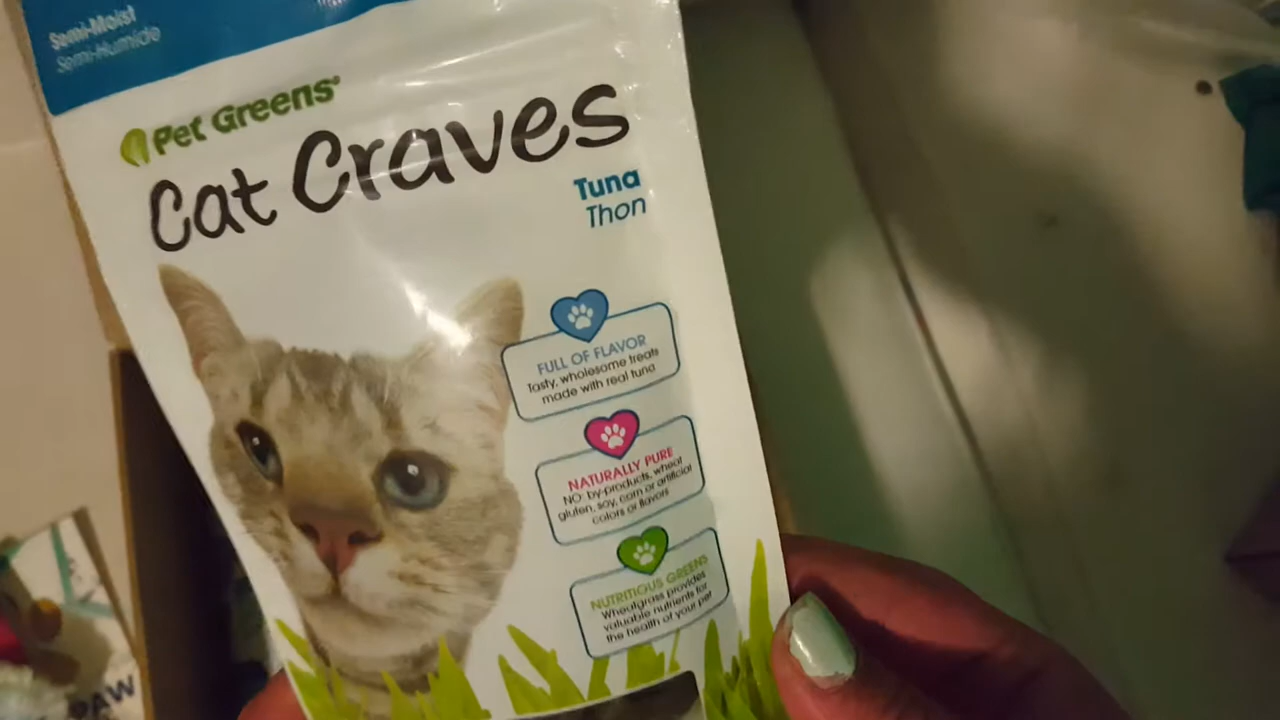 Semi-Moist
Semi-Humide
Pet Greens®
Cat Craves
Tuna
Thon
FULL OF FLAVOR
Tasty, wholesome treats
made with real tuna
NATURALLY PURE
NO: by-products, wheat
gluten, soy, corn or artificial
colors or flavors
NUTRITIOUS GREENS
Wheatgrass provides
valuable nutrients for
the health of your pet
PAW